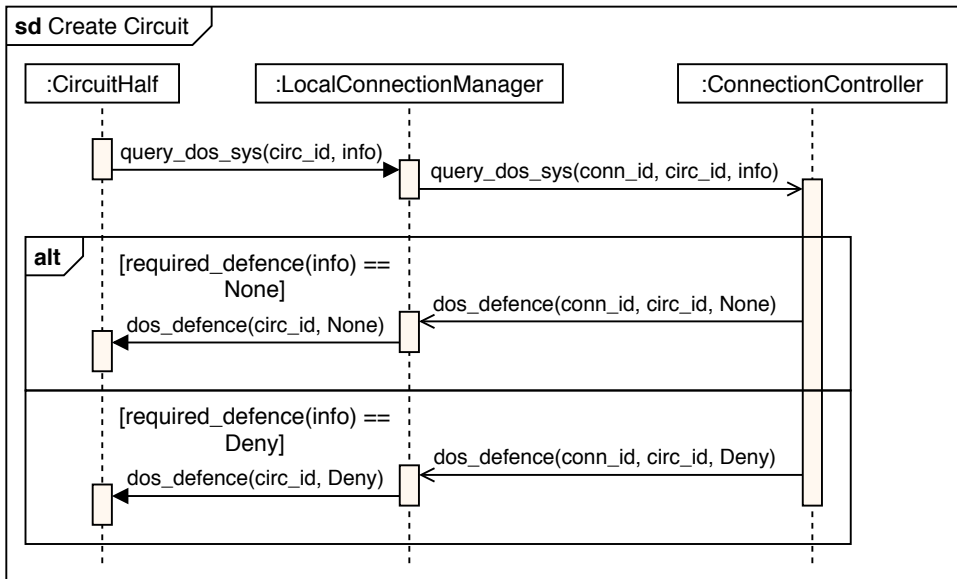 sd Create Circuit
:CircuitHalf
:LocalConnectionManager
:ConnectionController
query_dos_sys(circ_id, info)
query_dos_sys(conn_id, circ_id, info)
alt
[required_defence(info) ==
None]
dos_defence(conn_id, circ_id, None)
dos_defence(circ_id, None)
[required_defence(info) ==
Deny]
dos_defence(conn_id, circ_id, Deny)
dos_defence(circ_id, Deny)